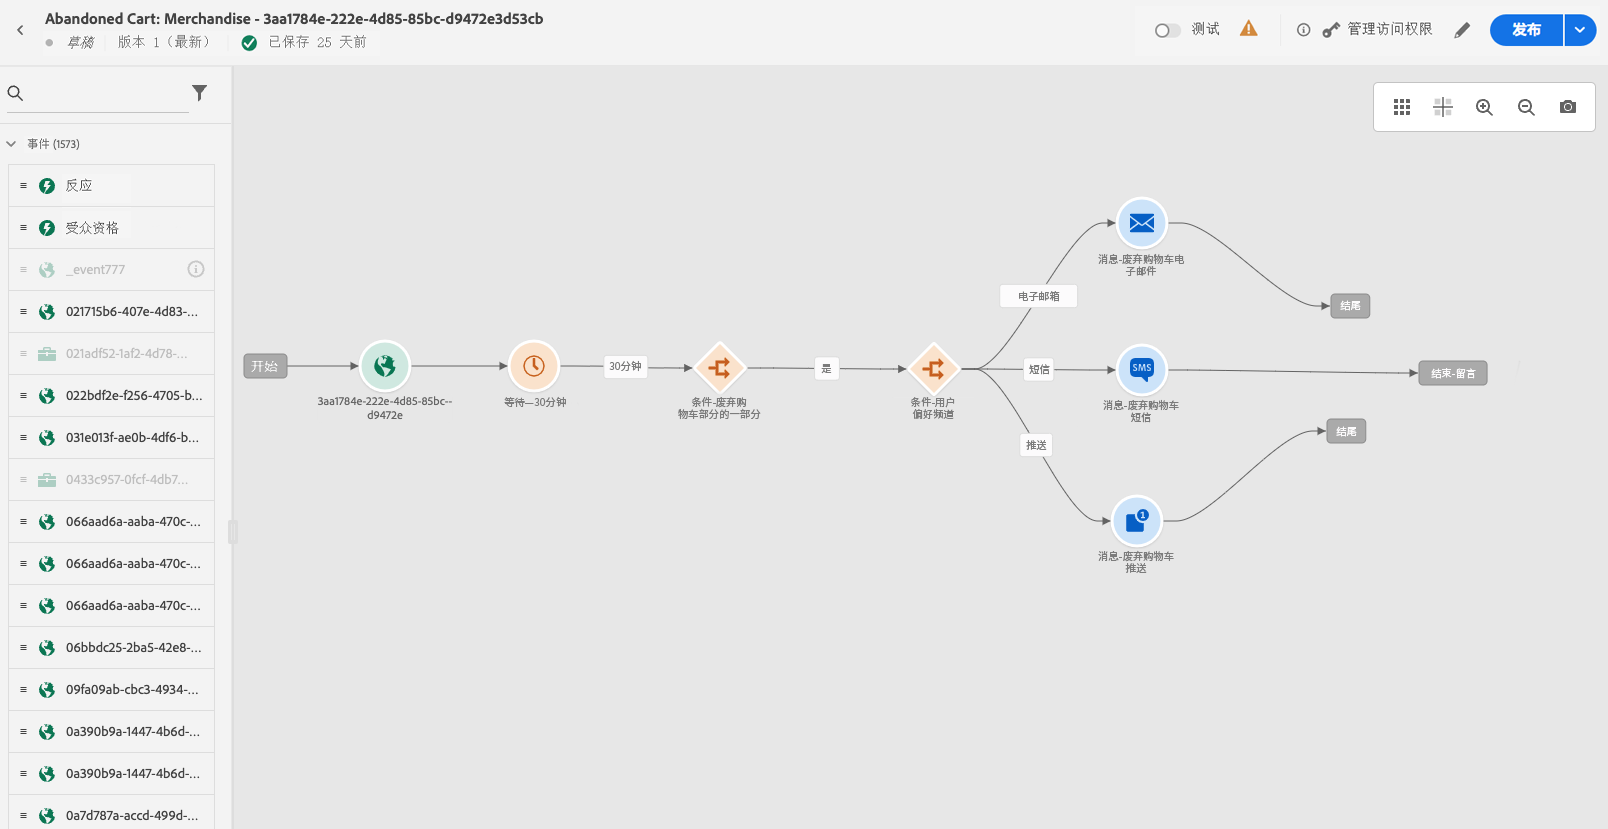 Abandoned Cart: Merchandise - 3aa1784e-222e-4d85-85bc-d9472e3d53cb
草稿
版本 1（最新）
已保存 25 天前
测试
管理访问权限
发布
事件 (1573)
反应
受众资格
_event777
021715b6-407e-4d83-...
021adf52-1af2-4d78-...
022bdf2e-f256-4705-b...
031e013f-ae0b-4df6-b...
0433c957-0fcf-4db7...
066aad6a-aaba-470c-...
066aad6a-aaba-470c-...
066aad6a-aaba-470c-...
06bbdc25-2ba5-42e8-...
09fa09ab-cbc3-4934-...
0a390b9a-1447-4b6d-...
0a390b9a-1447-4b6d-...
0a7d787a-accd-499d-...
开始
3aa1784e-222e-4d85-85bc--
d9472e
等待—30分钟
30分钟
条件-废弃购
物车部分的一部分
是
条件-用户
偏好频道
电子邮箱
消息-废弃购物车电
子邮件
结尾
短信
SMS
消息-废弃购物车
短信
结束-留言
推送
1
消息-废弃购物车
推送
结尾